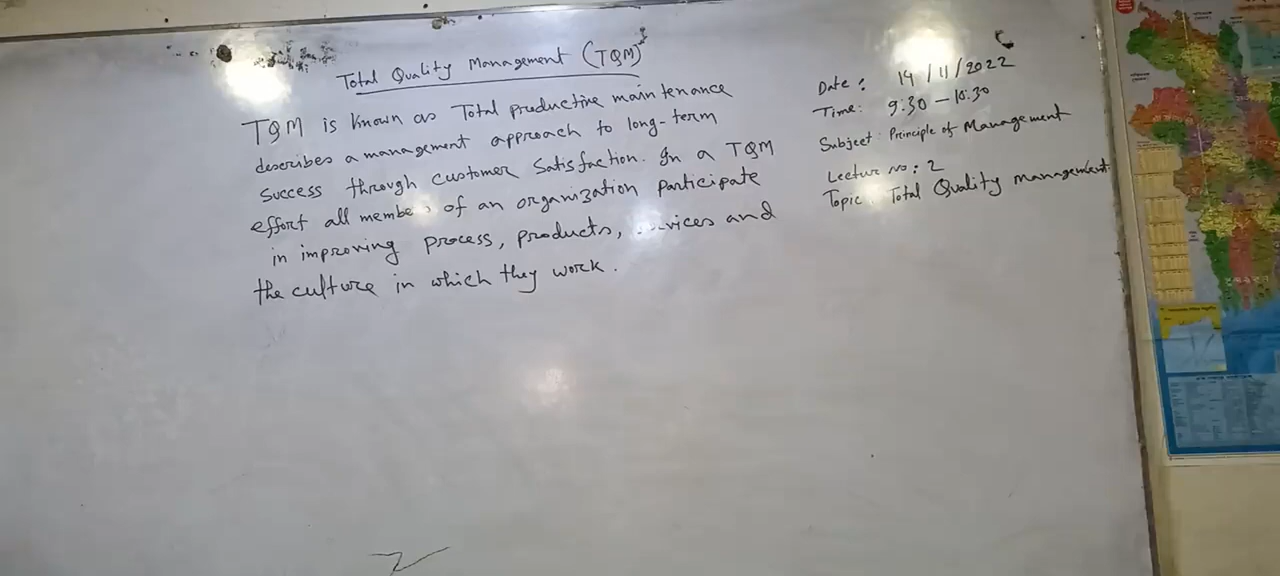 Total Quality Management (TQM)
TQM is known as Total productive maintenance
describes a management approach to long-term
success through customer satisfaction. In a TQM
effort all membe of an organization participate
in improving process, products, vices and
the culture in which they work.
Date: 14/11/2022
Time: 9:30 - 10:30
Subject: Principle of Management
Lecture no: 2
Topic: Total Quality management